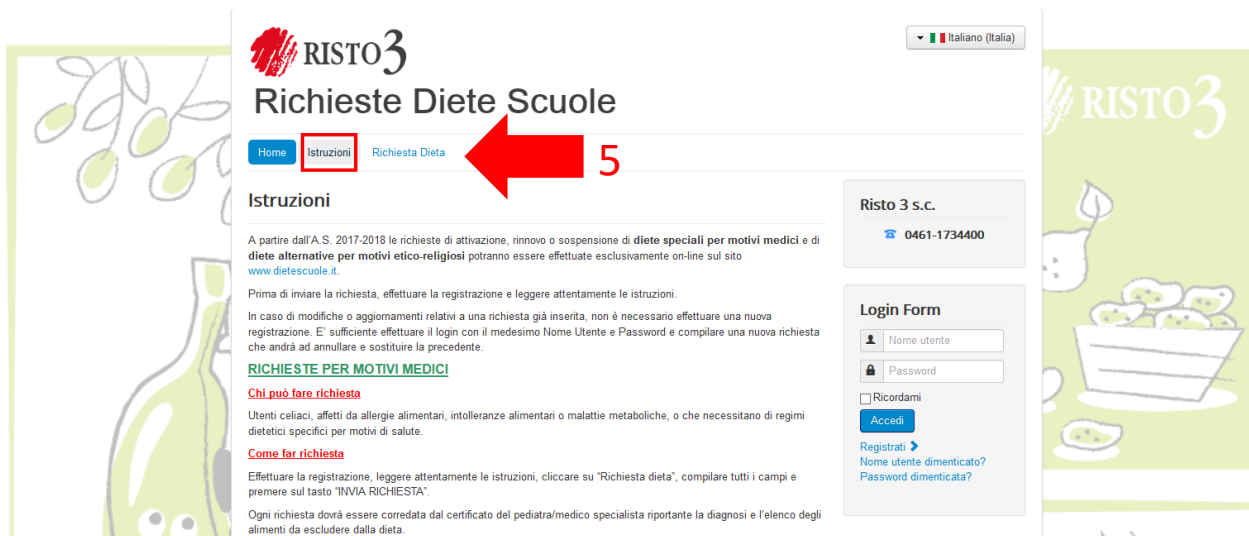 RISTO3
Italiano (Italia)
Richieste Diete Scuole
RISTO3
Home Istruzioni Richiesta Dieta
5
Istruzioni
A partire dall'A.S. 2017-2018 le richieste di attivazione, rinnovo o sospensione di diete speciali per motivi medici e di
diete alternative per motivi etico-religiosi potranno essere effettuate esclusivamente on-line sul sito
www.dietescuole.it.
Prima di inviare la richiesta, effettuare la registrazione e leggere attentamente le istruzioni.
In caso di modifiche o aggiornamenti relativi a una richiesta già inserita, non è necessario effettuare una nuova
registrazione. E' sufficiente effettuare il login con il medesimo Nome Utente e Password e compilare una nuova richiesta
che andrà ad annullare e sostituire la precedente.
RICHIESTE PER MOTIVI MEDICI
Chi può fare richiesta
Utenti celiaci, affetti da allergie alimentari, intolleranze alimentari o malattie metaboliche, o che necessitano di regimi
dietetici specifici per motivi di salute.
Come far richiesta
Effettuare la registrazione, leggere attentamente le istruzioni, cliccare su "Richiesta dieta", compilare tutti i campi e
premere sul tasto "INVIA RICHIESTA".
Ogni richiesta dovrà essere corredata dal certificato del pediatra/medico specialista riportante la diagnosi e l'elenco degli
alimenti da escludere dalla dieta.
Risto 3 s.c.
0461-1734400
Login Form
Nome utente
Password
Ricordami
Accedi
Registrati
Nome utente dimenticato?
Password dimenticata?